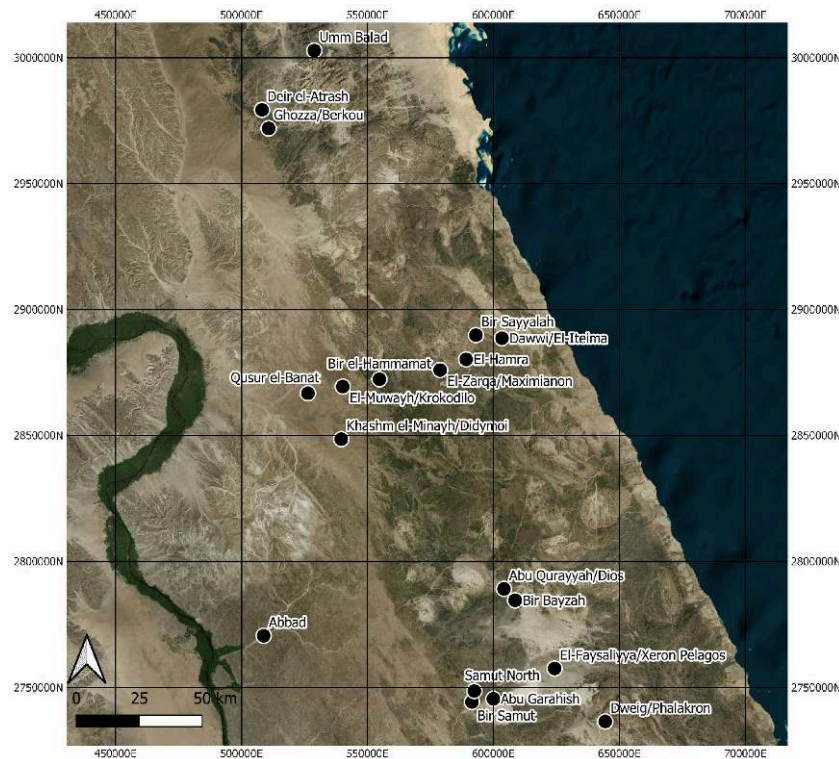 450000E 500000E 550000E 600000E 650000E 700000E
3000000N 3000000N
Umm Balad
Deir el-Atrash
Ghozza/Berkou
2950000N 2950000N
2900000N 2900000N
Bir Sayyalah
Dawwi/El-Iteima
El-Hamra
Bir el-Hammamat
El-Zarqa/Maximianon
Qusur el-Banat
El-Muwayh/Krokodilo
Khashm el-Minayh/Didymoi
2850000N 2850000N
2800000N 2800000N
Abu Qurayyah/Dios
Bir Bayzah
Abbad
El-Faysaliyya/Xeron Pelagos
Samut North
2750000N 2750000N
Abu Garahish
Bir Samut
Dweig/Phalakron
0 25 50 km
450000E 500000E 550000E 600000E 650000E 700000E